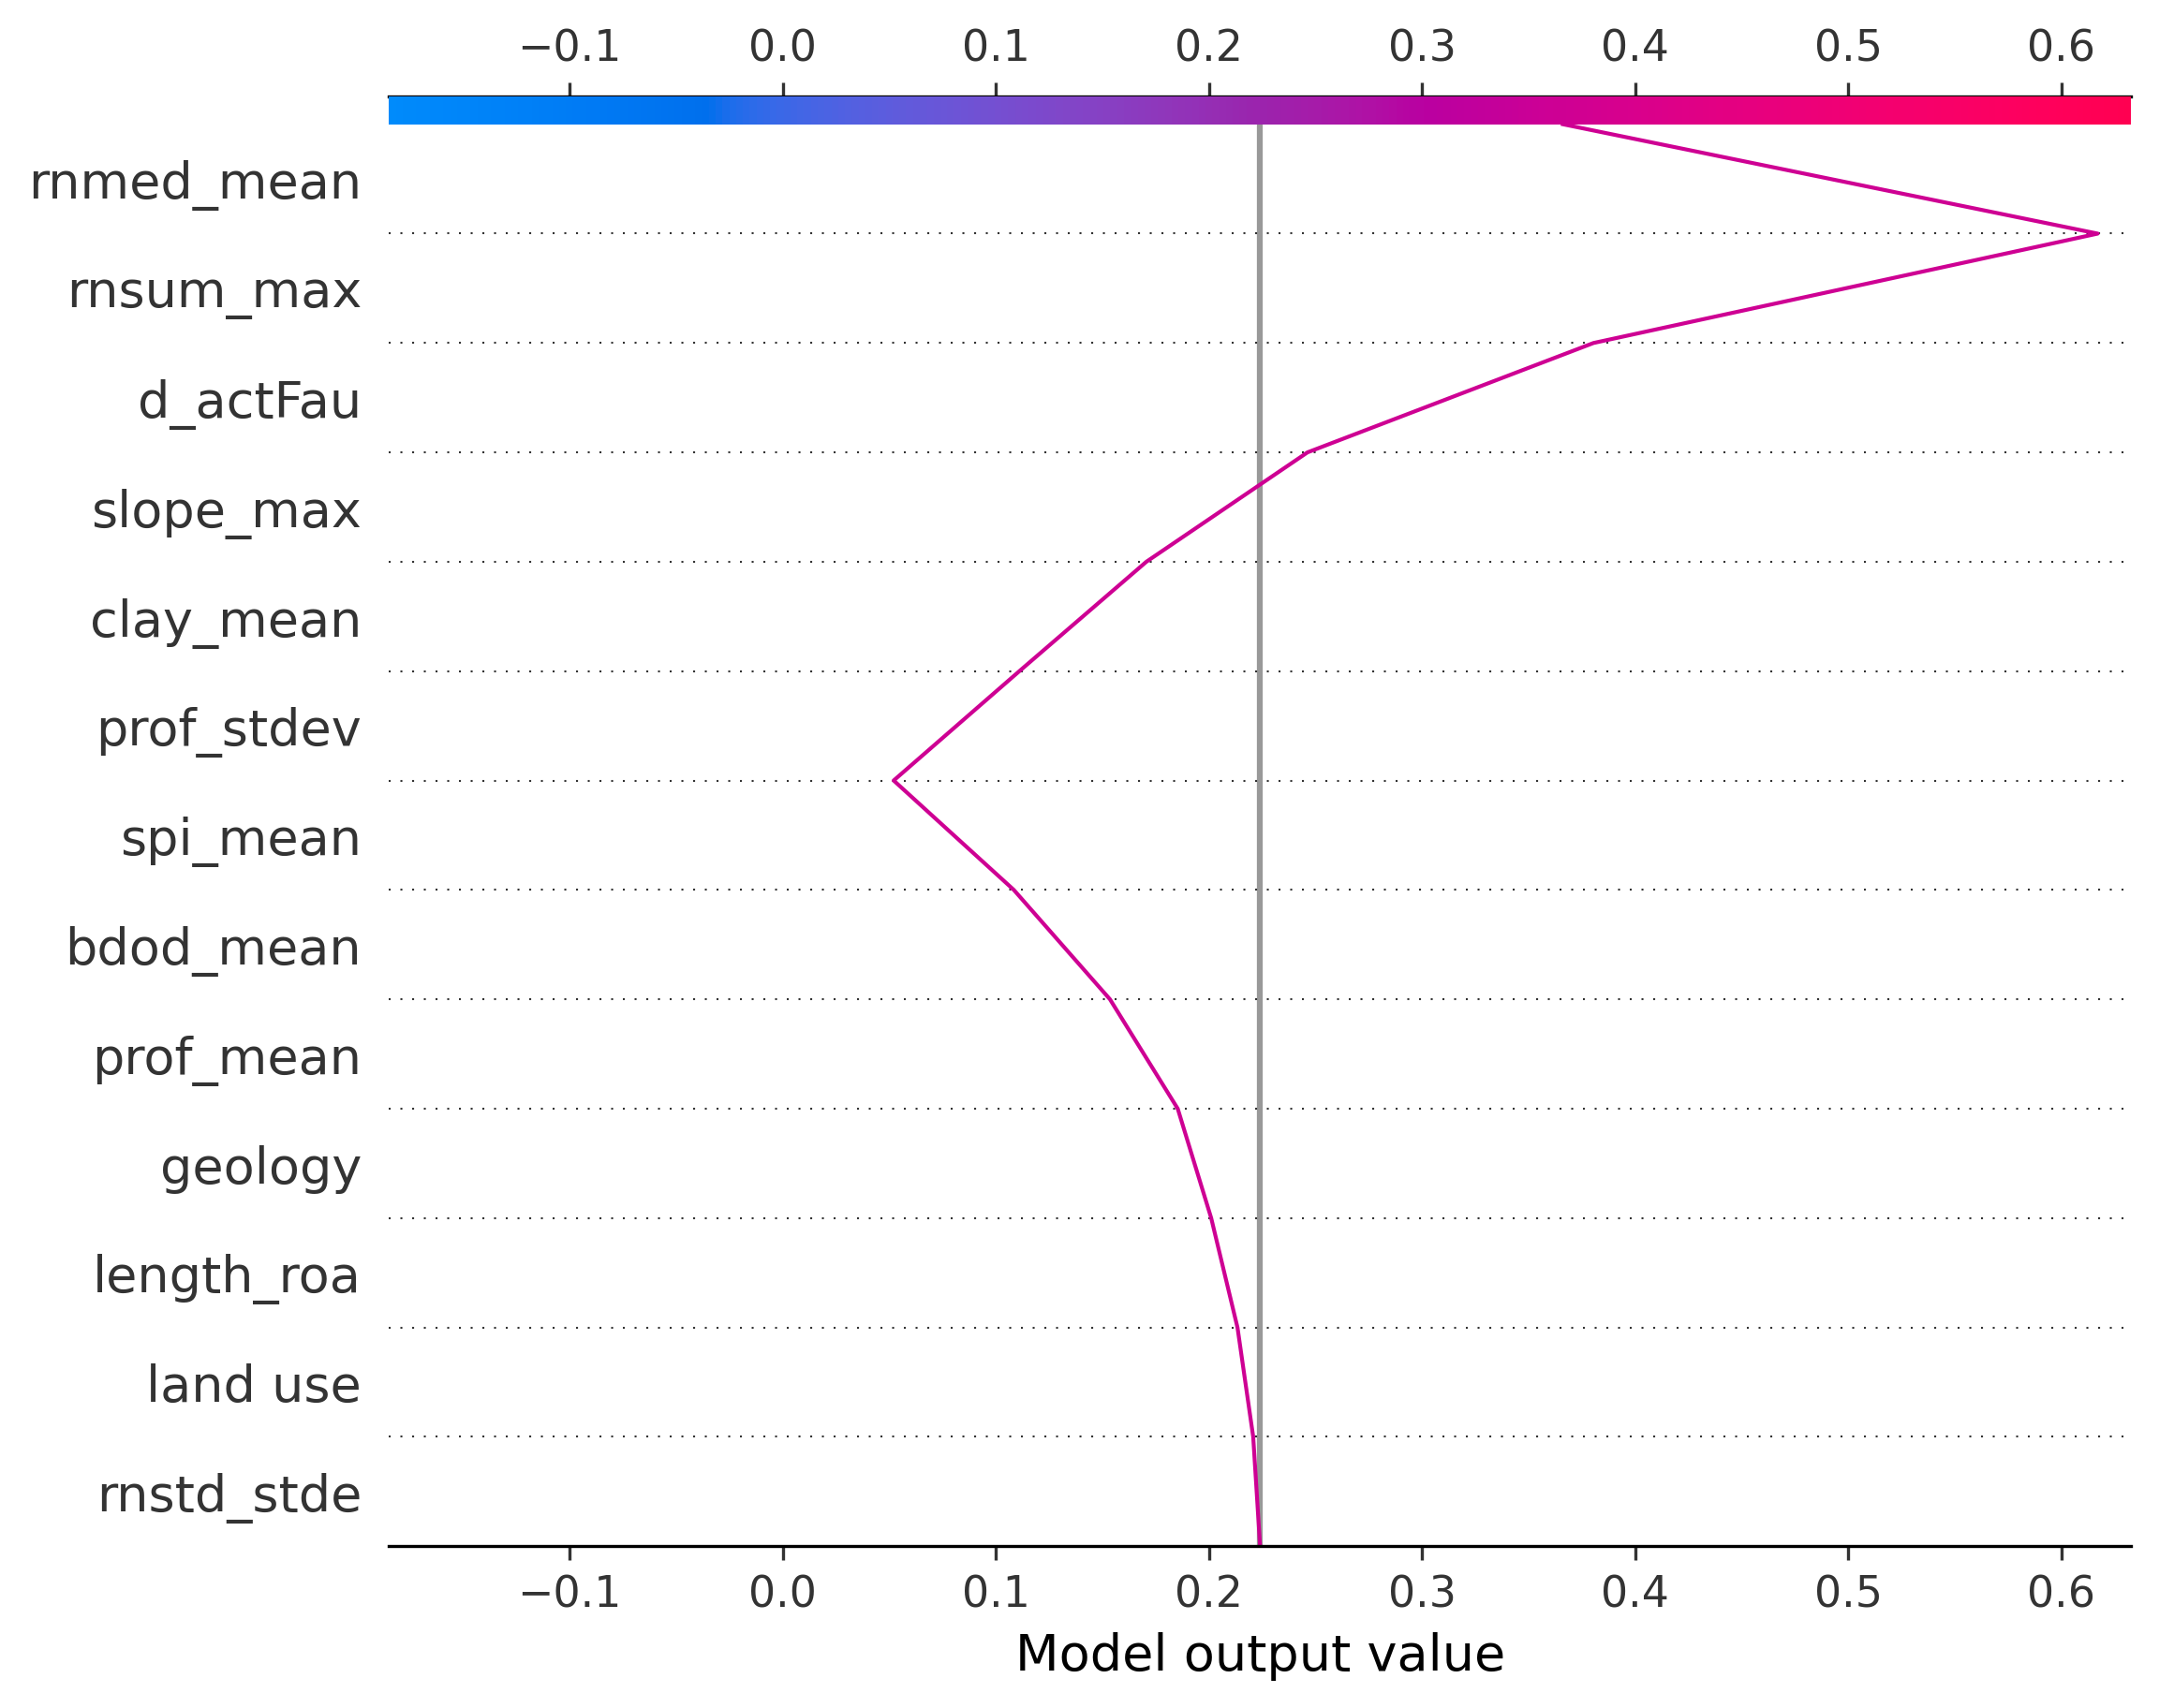 −0.1 0.0 0.1 0.2 0.3 0.4 0.5 0.6
rnmed_mean
rnsum_max
d_actFau
slope_max
clay_mean
prof_stdev
spi_mean
bdod_mean
prof_mean
geology
length_roa
land use
rnstd_stde
−0.1 0.0 0.1 0.2 0.3 0.4 0.5 0.6
Model output value